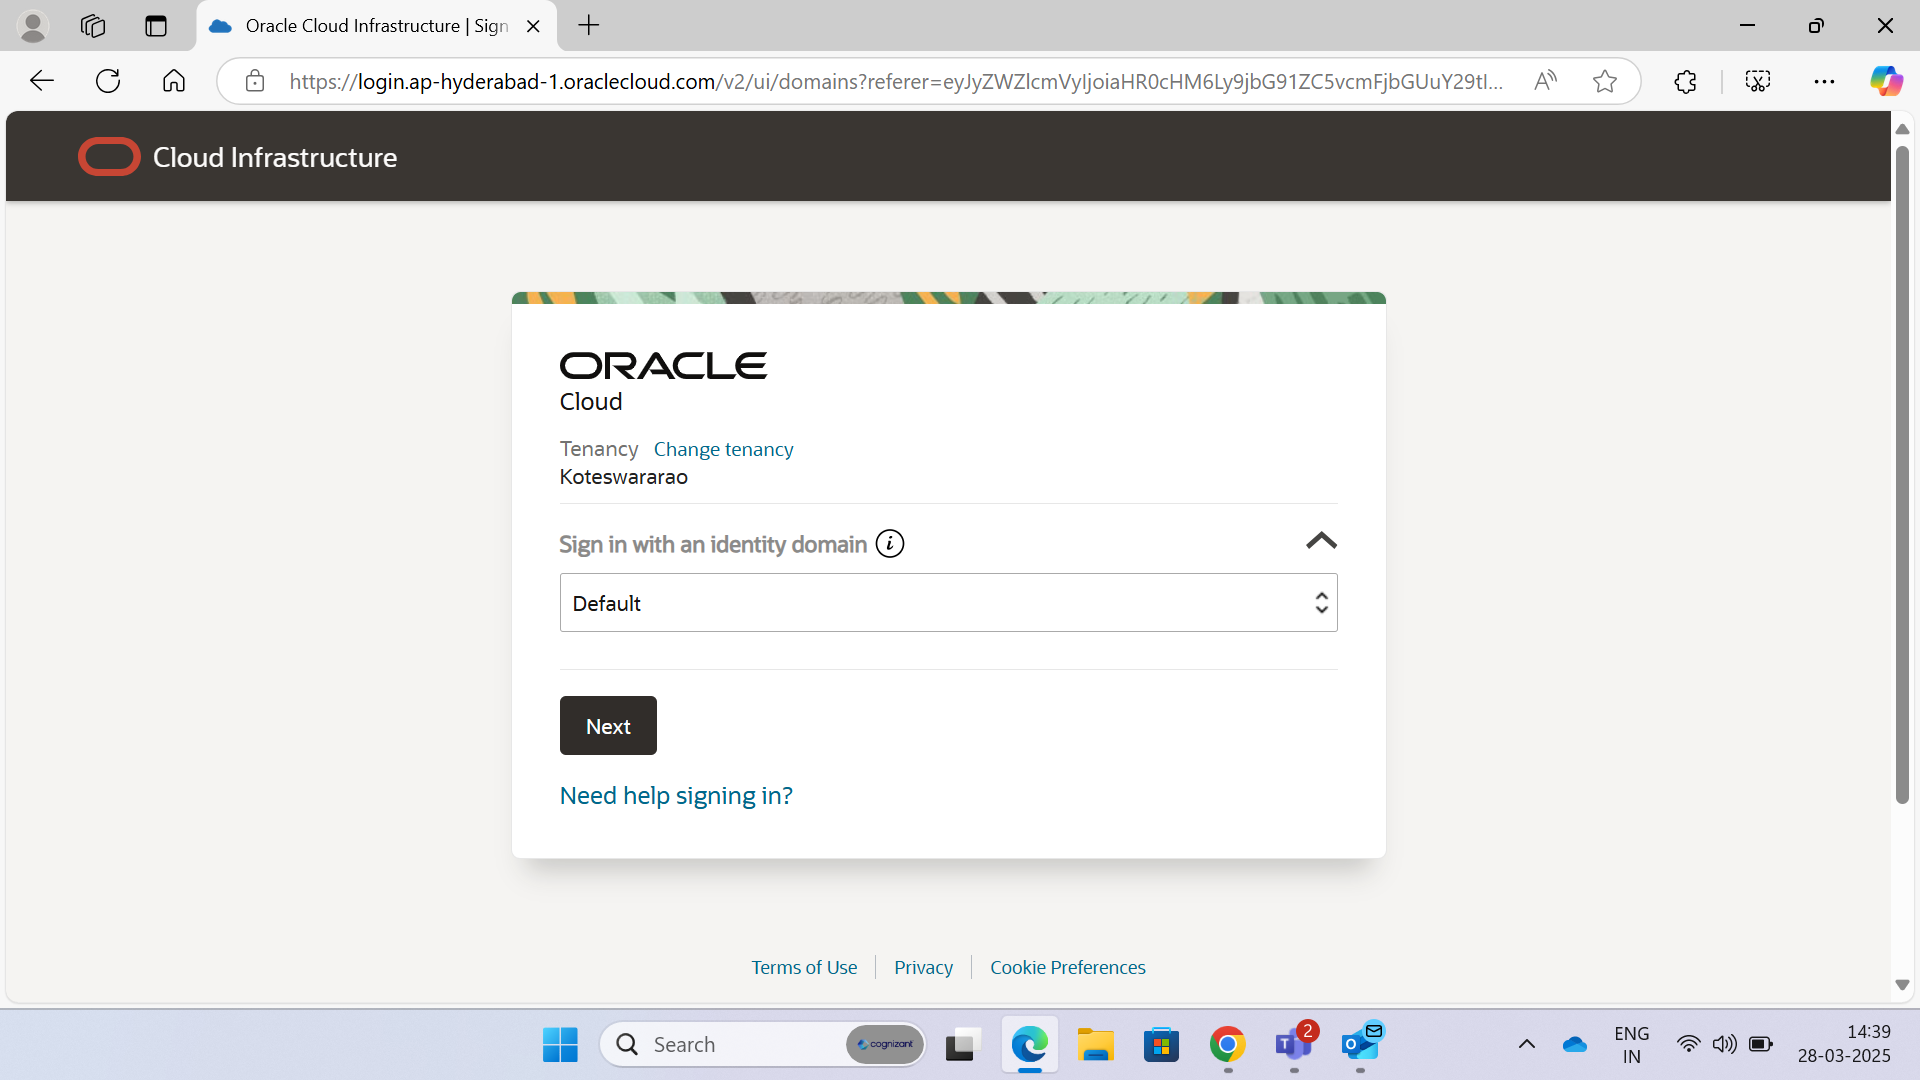 Oracle Cloud Infrastructure | Sign
https://login.ap-hyderabad-1.oraclecloud.com/v2/ui/domains?referer=eyJyZWZlcmVyIjoiaHR0cHM6Ly9jbG91ZC5vcmFjbGUuY29tI...
Cloud Infrastructure
ORACLE
Cloud
Tenancy Change tenancy
Koteswararao
Sign in with an identity domain
Default
Next
Need help signing in?
Terms of Use
Privacy
Cookie Preferences
Search
cognizant
2
ENG
IN
14:39
28-03-2025